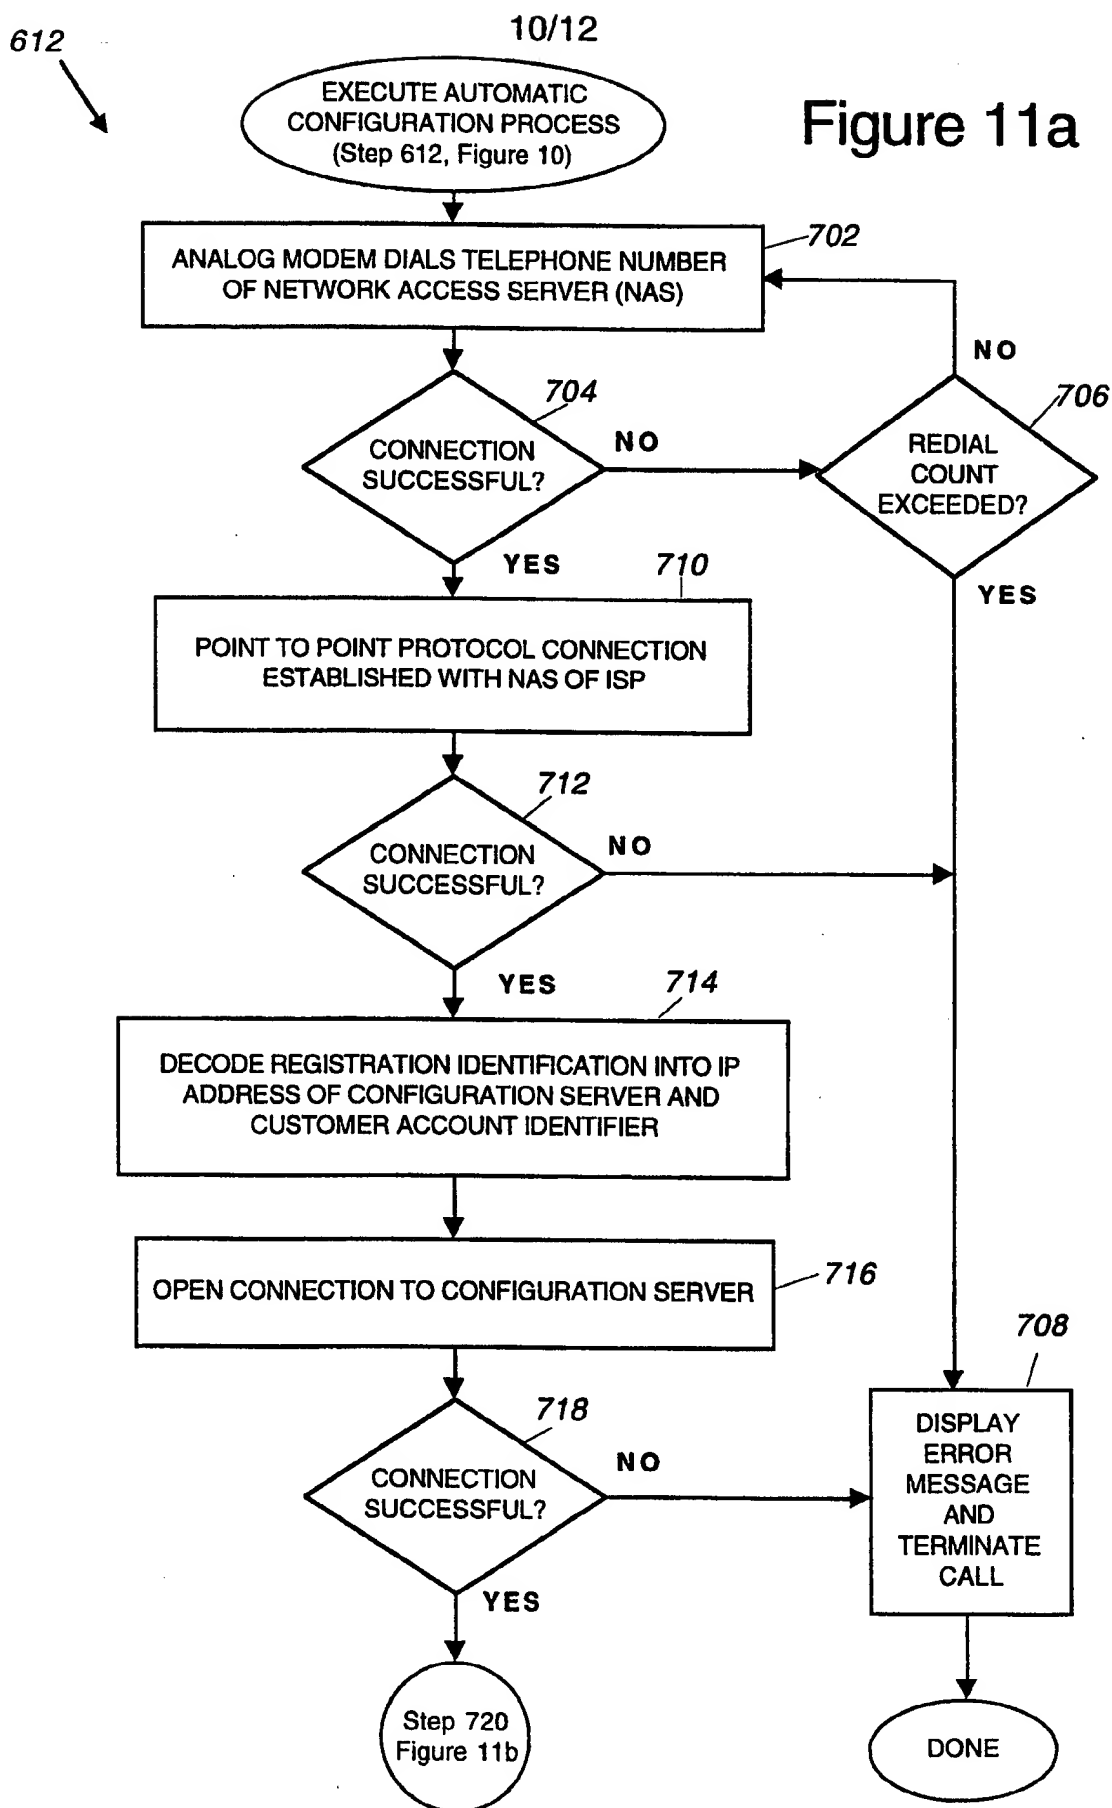 10/12
612
Figure 11a
EXECUTE AUTOMATIC
CONFIGURATION PROCESS
(Step 612, Figure 10)
702
ANALOG MODEM DIALS TELEPHONE NUMBER
OF NETWORK ACCESS SERVER (NAS)
NO
704
706
CONNECTION
SUCCESSFUL?
NO
REDIAL
COUNT
EXCEEDED?
YES
710
YES
POINT TO POINT PROTOCOL CONNECTION
ESTABLISHED WITH NAS OF ISP
712
CONNECTION
SUCCESSFUL?
NO
YES
714
DECODE REGISTRATION IDENTIFICATION INTO IP
ADDRESS OF CONFIGURATION SERVER AND
CUSTOMER ACCOUNT IDENTIFIER
716
OPEN CONNECTION TO CONFIGURATION SERVER
708
718
CONNECTION
SUCCESSFUL?
NO
DISPLAY
ERROR
MESSAGE
AND
TERMINATE
CALL
YES
Step 720
Figure 11b
DONE